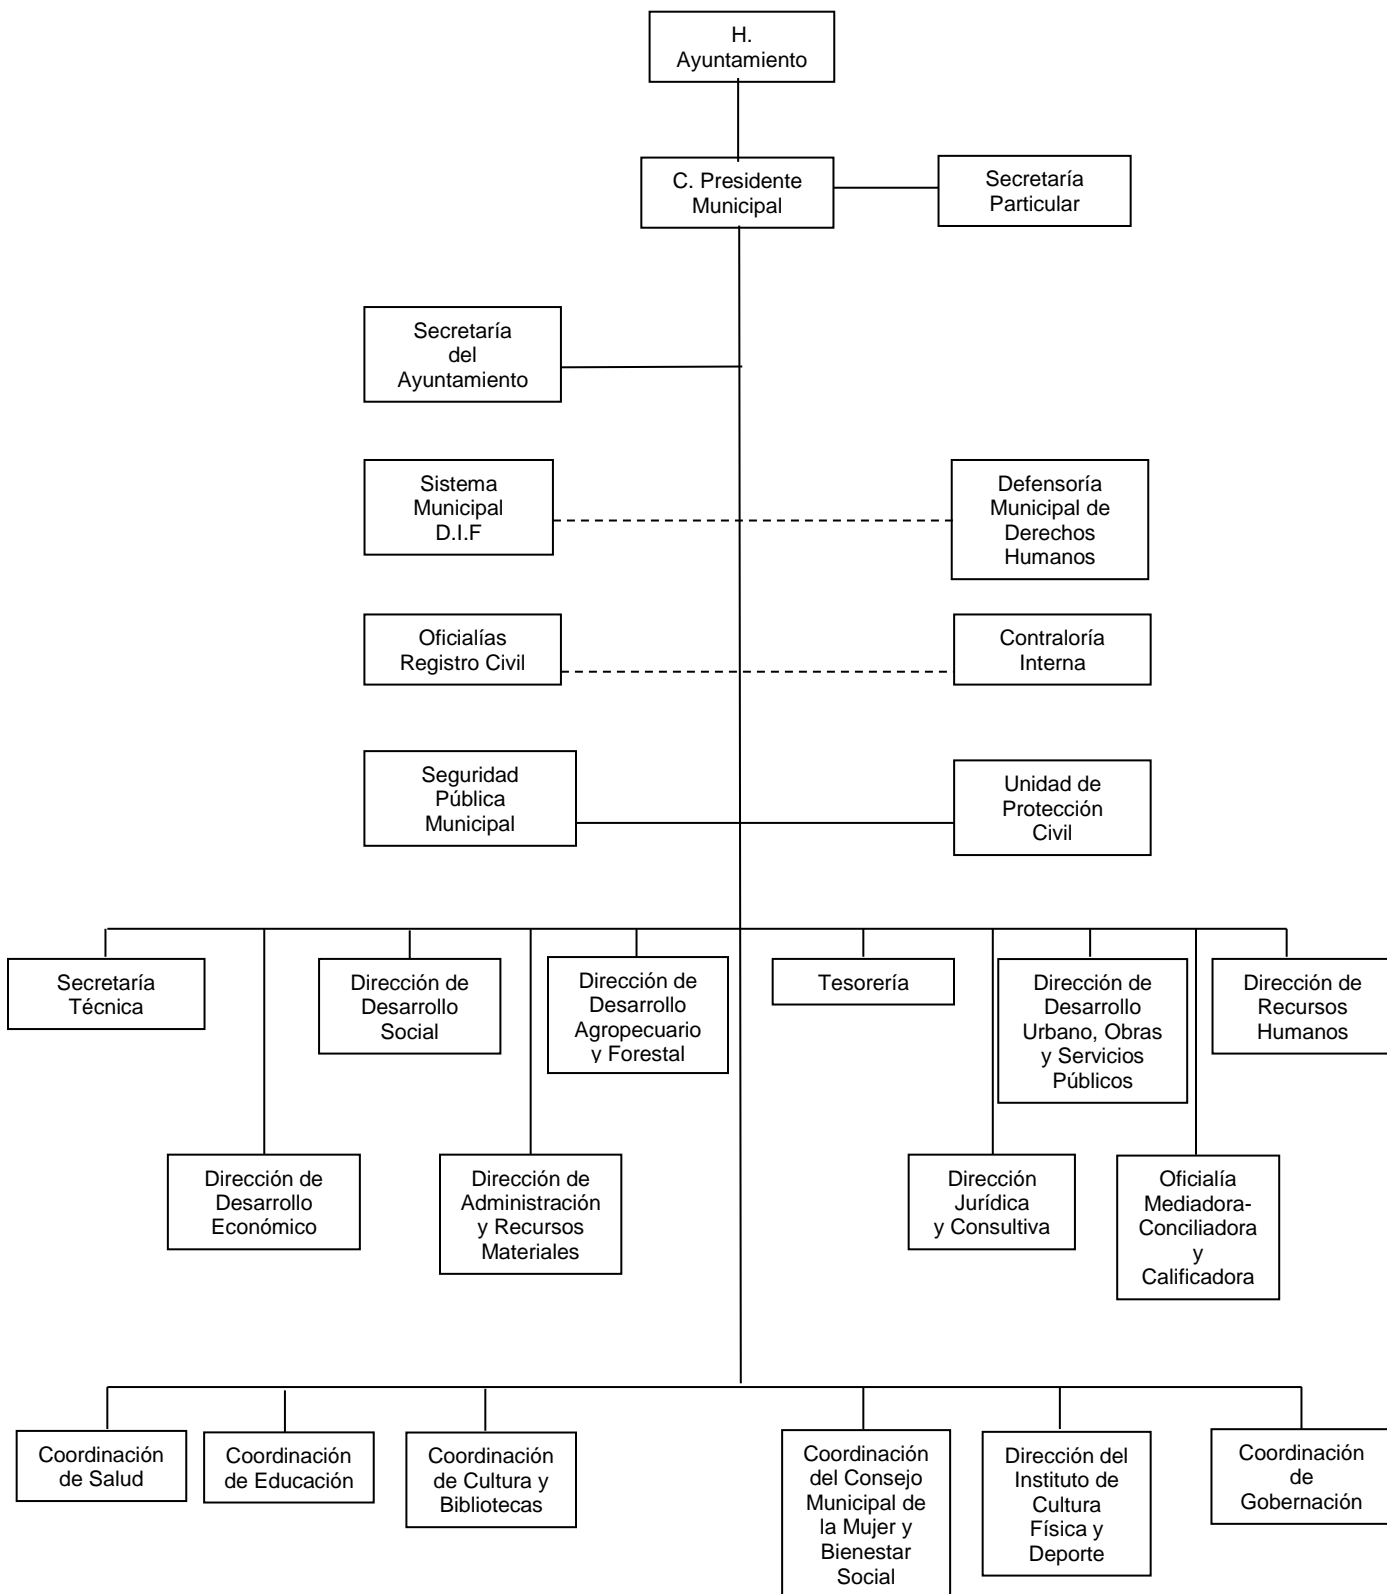 H.
Ayuntamiento
C. Presidente
Municipal
Secretaría
Particular
Secretaría
del
Ayuntamiento
Sistema
Municipal
D.I.F
Defensoría
Municipal de
Derechos
Humanos
Oficialías
Registro Civil
Contraloría
Interna
Seguridad
Pública
Municipal
Unidad de
Protección
Civil
Secretaría
Técnica
Dirección de
Desarrollo
Social
Dirección de
Desarrollo
Agropecuario
y Forestal
Tesorería
Dirección de
Desarrollo
Urbano, Obras
y Servicios
Públicos
Dirección de
Recursos
Humanos
Dirección de
Desarrollo
Económico
Dirección de
Administración
y Recursos
Materiales
Dirección
Jurídica
y Consultiva
Oficialía
Mediadora-
Conciliadora
y
Calificadora
Coordinación
de Salud
Coordinación
de Educación
Coordinación
de Cultura y
Bibliotecas
Coordinación
del Consejo
Municipal de
la Mujer y
Bienestar
Social
Dirección del
Instituto de
Cultura
Física y
Deporte
Coordinación
de
Gobernación